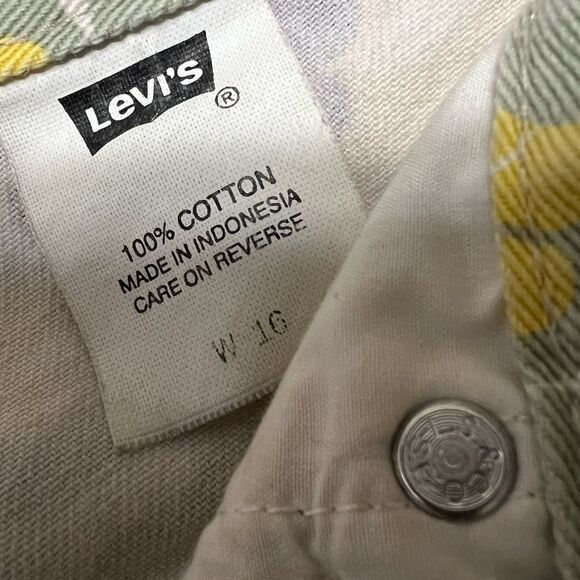 Levi's ®
100% COTTON
MADE IN INDONESIA
CARE ON REVERSE
W 16